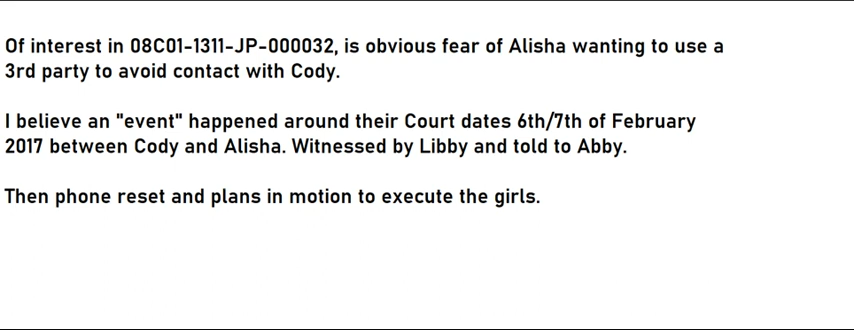 Of interest in 08C01-1311-JP-000032, is obvious fear of Alisha wanting to use a
3rd party to avoid contact with Cody.
I believe an "event" happened around their Court dates 6th/7th of February
2017 between Cody and Alisha. Witnessed by Libby and told to Abby.
Then phone reset and plans in motion to execute the girls.